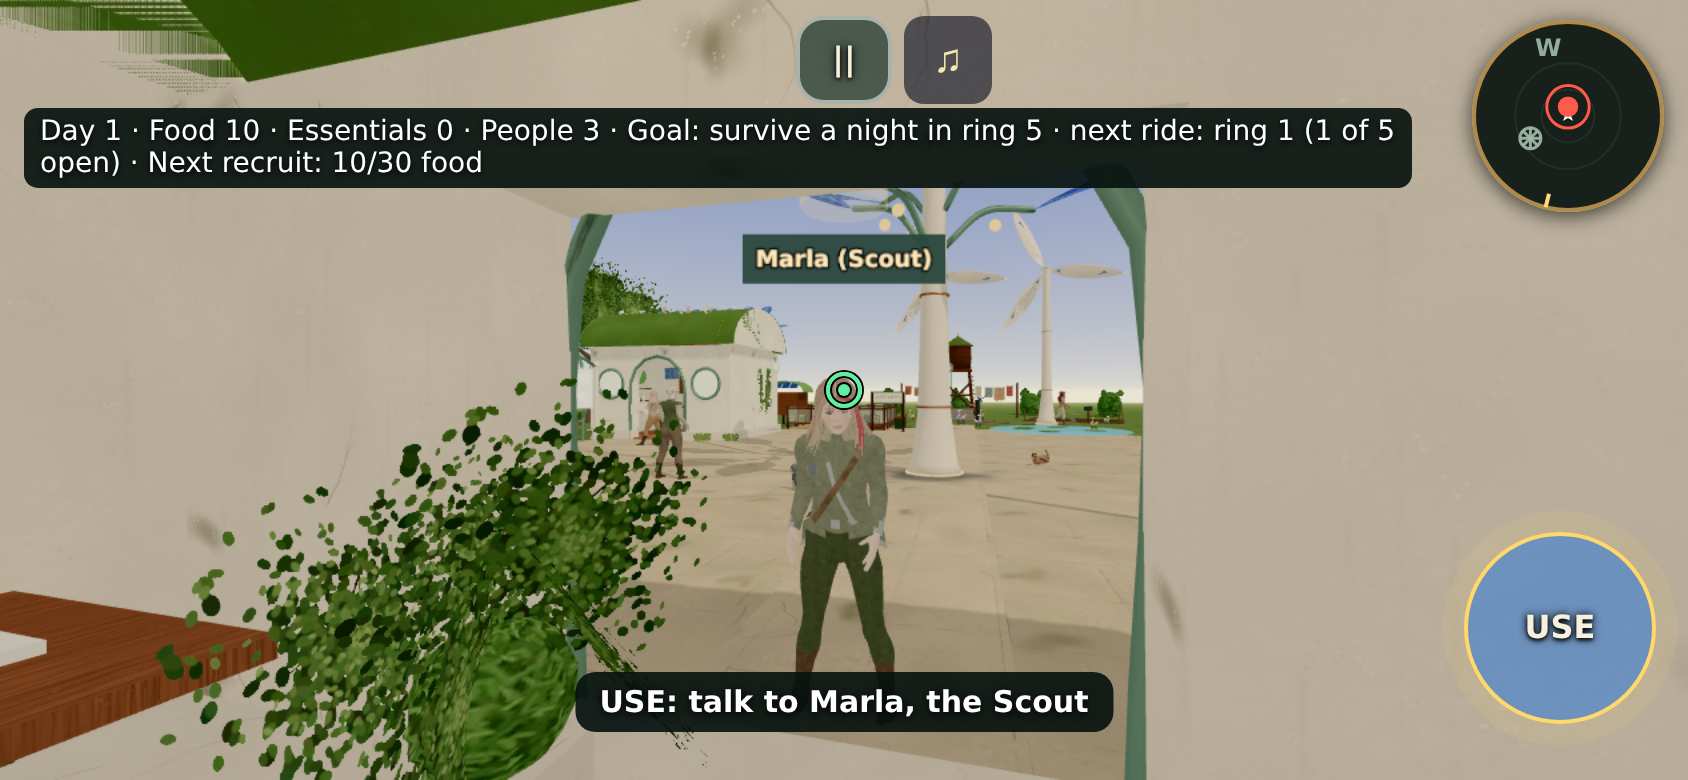 W
Day 1 · Food 10 · Essentials 0 · People 3 · Goal: survive a night in ring 5 · next ride: ring 1 (1 of 5
open) · Next recruit: 10/30 food
Marla (Scout)
USE
USE: talk to Marla, the Scout